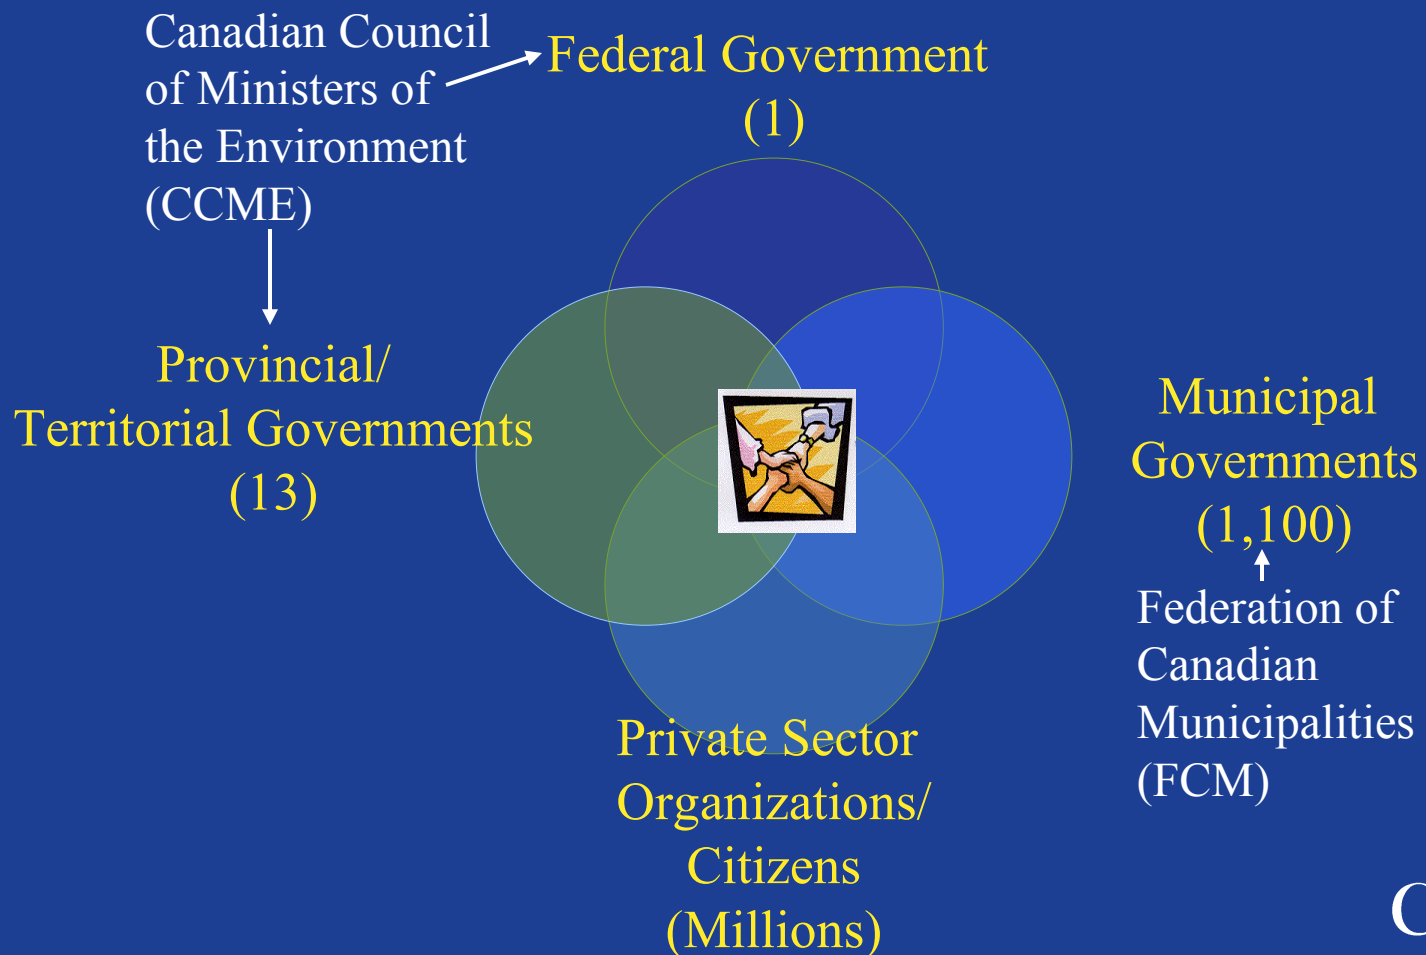 Canadian Council
of Ministers of
the Environment
(CCME)
Federal Government
(1)
Provincial/
Territorial Governments
(13)
Municipal
Governments
(1,100)
Federation of
Canadian
Municipalities
(FCM)
Private Sector
Organizations/
Citizens
(Millions)